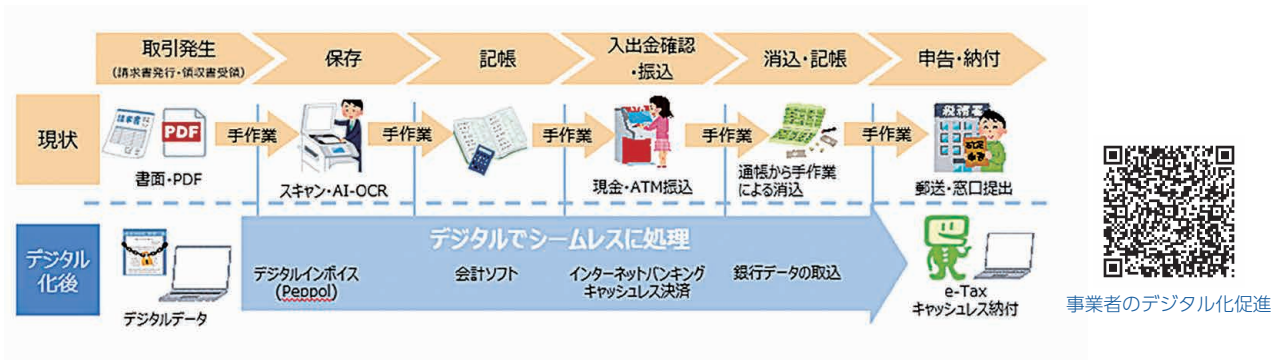 取引発生
(請求書発行・領収書受領)
保存
記帳
入出金確認
・振込
消込・記帳
申告・納付
現状
請求書
PDF
書面・PDF
手作業
スキャン・AI-OCR
手作業
手作業
現金・ATM振込
手作業
通帳から手作業
による消込
手作業
税務署
確定
申告
郵送・窓口提出
デジタル
化後
デジタルデータ
デジタルでシームレスに処理
デジタルインボイス
(Peppol)
会計ソフト
インターネットバンキング
キャッシュレス決済
銀行データの取込
e-Tax
キャッシュレス納付
事業者のデジタル化促進